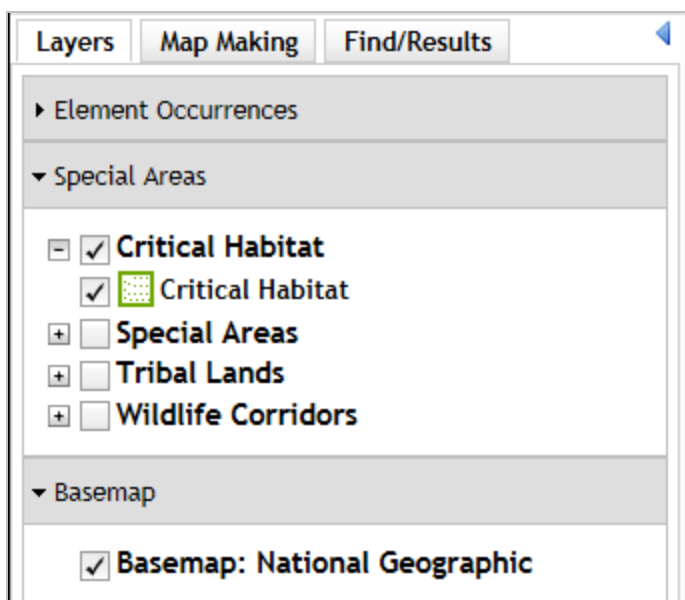 Layers Map Making Find/Results
Element Occurrences
Special Areas
Critical Habitat
Critical Habitat
Special Areas
Tribal Lands
Wildlife Corridors
Basemap
Basemap: National Geographic